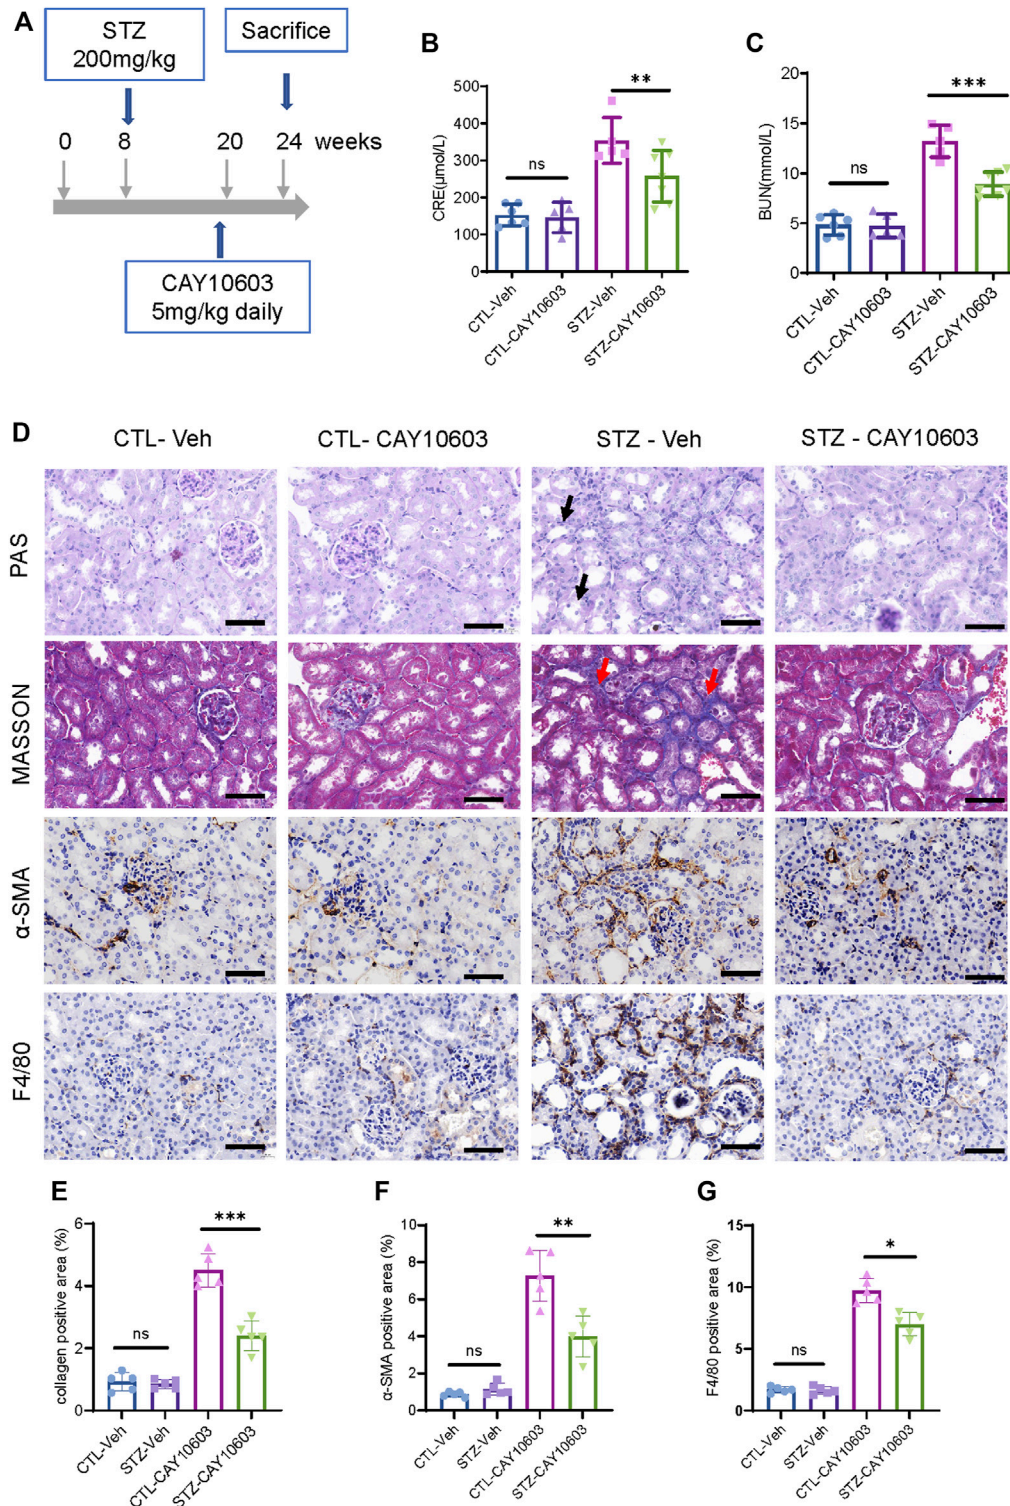 A
STZ
200mg/kg
Sacrifice
0 8 20 24 weeks
CAY10603
5mg/kg daily
B
**
ns
CRE(μmol/L)
500
400
300
200
100
0
CTL-Veh
CTL-CAY10603
STZ-Veh
STZ-CAY10603
C
***
ns
BUN(mmol/L)
20
15
10
5
0
CTL-Veh
CTL-CAY10603
STZ-Veh
STZ-CAY10603
D
CTL- Veh
CTL- CAY10603
STZ - Veh
STZ - CAY10603
PAS
MASSON
α-SMA
F4/80
E
***
ns
collagen positive area (%)
6
4
2
0
CTL-Veh
STZ-Veh
CTL-CAY10603
STZ-CAY10603
F
**
ns
α-SMA positive area (%)
10
8
6
4
2
0
CTL-Veh
STZ-Veh
CTL-CAY10603
STZ-CAY10603
G
*
ns
F4/80 positive area (%)
15
10
5
0
CTL-Veh
STZ-Veh
CTL-CAY10603
STZ-CAY10603